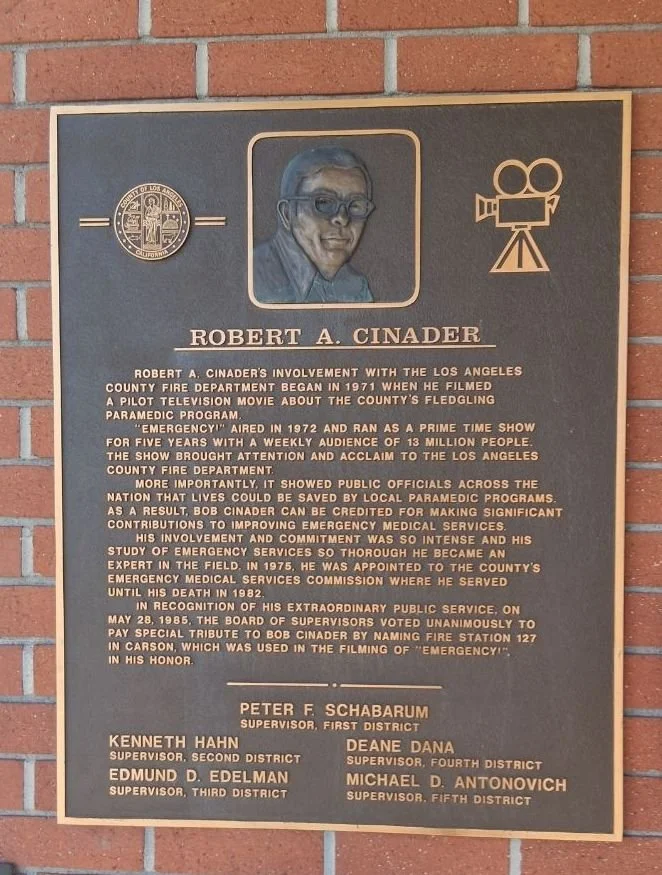 COUNTY OF LOS ANGELES
CALIFORNIA
ROBERT A. CINADER
ROBERT A. CINADER'S INVOLVEMENT WITH THE LOS ANGELES
COUNTY FIRE DEPARTMENT BEGAN IN 1971 WHEN HE FILMED
A PILOT TELEVISION MOVIE ABOUT THE COUNTY'S FLEDGLING
PARAMEDIC PROGRAM.
"EMERGENCY!" AIRED IN 1972 AND RAN AS A PRIME TIME SHOW
FOR FIVE YEARS WITH A WEEKLY AUDIENCE OF 13 MILLION PEOPLE.
THE SHOW BROUGHT ATTENTION AND ACCLAIM TO THE LOS ANGELES
COUNTY FIRE DEPARTMENT.
MORE IMPORTANTLY, IT SHOWED PUBLIC OFFICIALS ACROSS THE
NATION THAT LIVES COULD BE SAVED BY LOCAL PARAMEDIC PROGRAMS.
AS A RESULT, BOB CINADER CAN BE CREDITED FOR MAKING SIGNIFICANT
CONTRIBUTIONS TO IMPROVING EMERGENCY MEDICAL SERVICES.
HIS INVOLVEMENT AND COMMITMENT WAS SO INTENSE AND HIS
STUDY OF EMERGENCY SERVICES SO THOROUGH HE BECAME AN
EXPERT IN THE FIELD. IN 1975, HE WAS APPOINTED TO THE COUNTY'S
EMERGENCY MEDICAL SERVICES COMMISSION WHERE HE SERVED
UNTIL HIS DEATH IN 1982.
IN RECOGNITION OF HIS EXTRAORDINARY PUBLIC SERVICE, ON
MAY 28, 1985, THE BOARD OF SUPERVISORS VOTED UNANIMOUSLY TO
PAY SPECIAL TRIBUTE TO BOB CINADER BY NAMING FIRE STATION 127
IN CARSON, WHICH WAS USED IN THE FILMING OF "EMERGENCY!",
IN HIS HONOR.
PETER F. SCHABARUM
SUPERVISOR, FIRST DISTRICT
KENNETH HAHN
SUPERVISOR, SECOND DISTRICT
DEANE DANA
SUPERVISOR, FOURTH DISTRICT
EDMUND D. EDELMAN
SUPERVISOR, THIRD DISTRICT
MICHAEL D. ANTONOVICH
SUPERVISOR, FIFTH DISTRICT